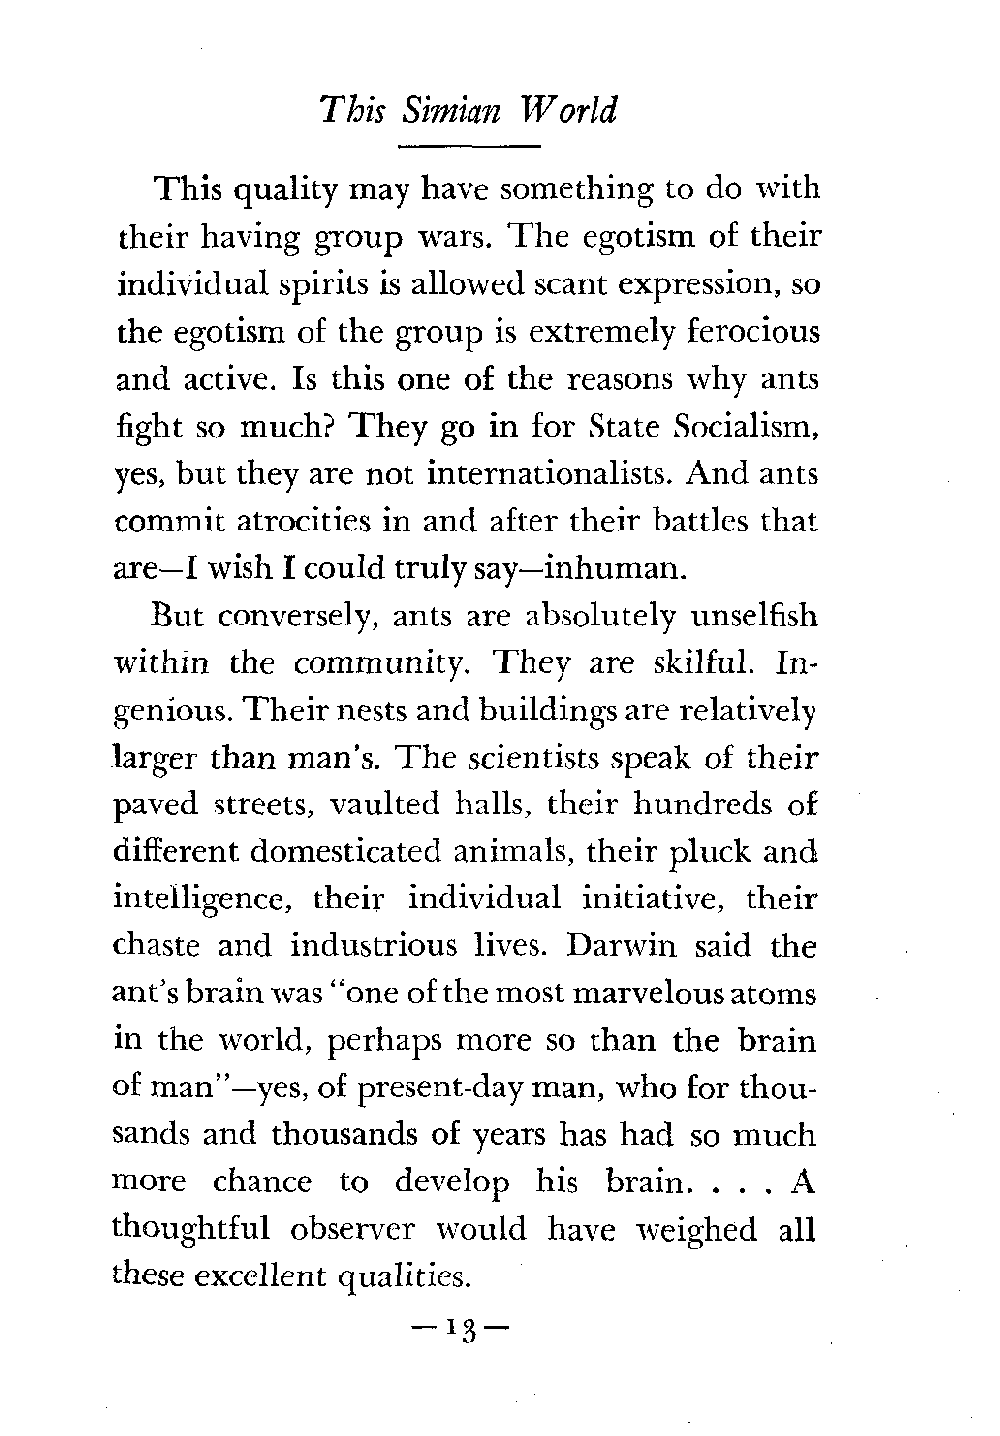 This Simian World
This quality may have something to do with
their having group wars. The egotism of their
individual spirits is allowed scant expression, so
the egotism of the group is extremely ferocious
and active. Is this one of the reasons why ants
fight so much? They go in for State Socialism,
yes, but they are not internationalists. And ants
commit atrocities in and after their battles that
are—I wish I could truly say—inhuman.
But conversely, ants are absolutely unselfish
within the community. They are skilful. In-
genious. Their nests and buildings are relatively
larger than man's. The scientists speak of their
paved streets, vaulted halls, their hundreds of
different domesticated animals, their pluck and
intelligence, their individual initiative, their
chaste and industrious lives. Darwin said the
ant's brain was "one of the most marvelous atoms
in the world, perhaps more so than the brain
of man"—yes, of present-day man, who for thou-
sands and thousands of years has had so much
more chance to develop his brain. . . . A
thoughtful observer would have weighed all
these excellent qualities.
— 13 —